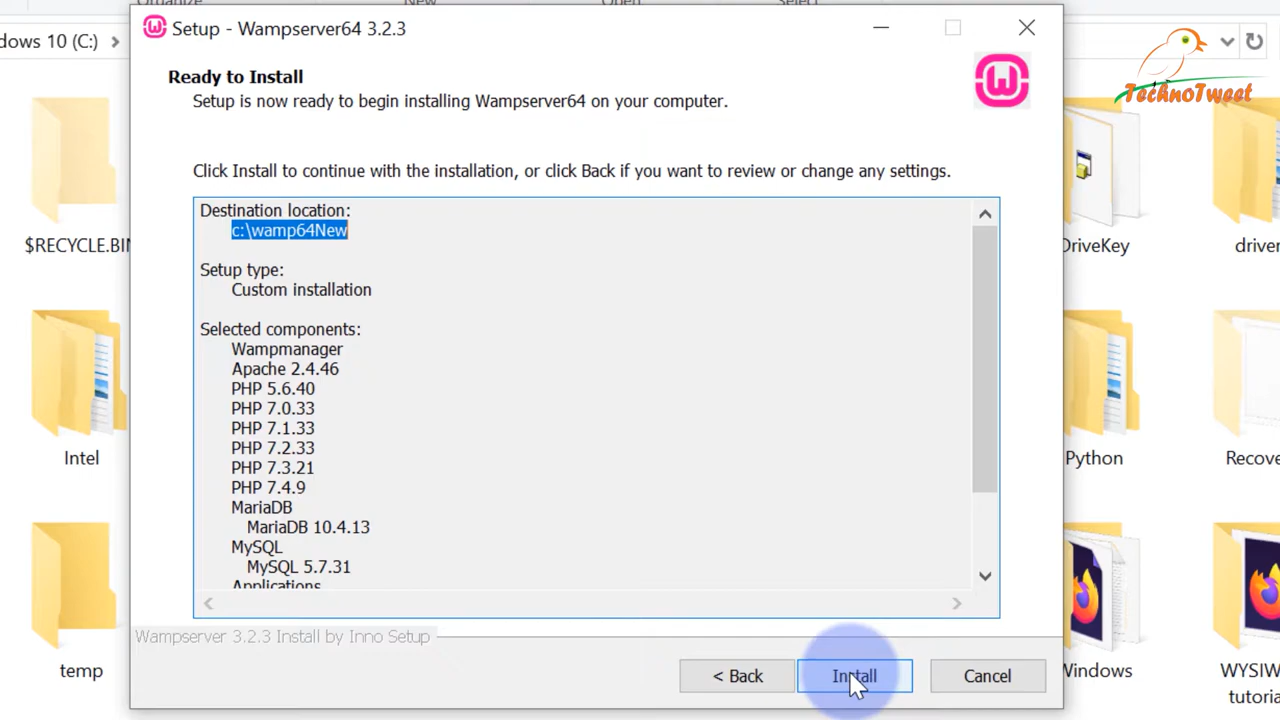 Setup - Wampserver64 3.2.3
dows 10 (C:)
TechnoTweet
Ready to Install
Setup is now ready to begin installing Wampserver64 on your computer.
Click Install to continue with the installation, or click Back if you want to review or change any settings.
Destination location:
c:\wamp64New
Setup type:
Custom installation
Selected components:
Wampmanager
Apache 2.4.46
PHP 5.6.40
PHP 7.0.33
PHP 7.1.33
PHP 7.2.33
PHP 7.3.21
PHP 7.4.9
MariaDB
MariaDB 10.4.13
MySQL
MySQL 5.7.31
Applications
Wampserver 3.2.3 Install by Inno Setup
< Back
Install
Cancel
$RECYCLE.BIN
DriveKey
driver
Intel
Python
Recove
temp
Windows
WYSIW
tutoria